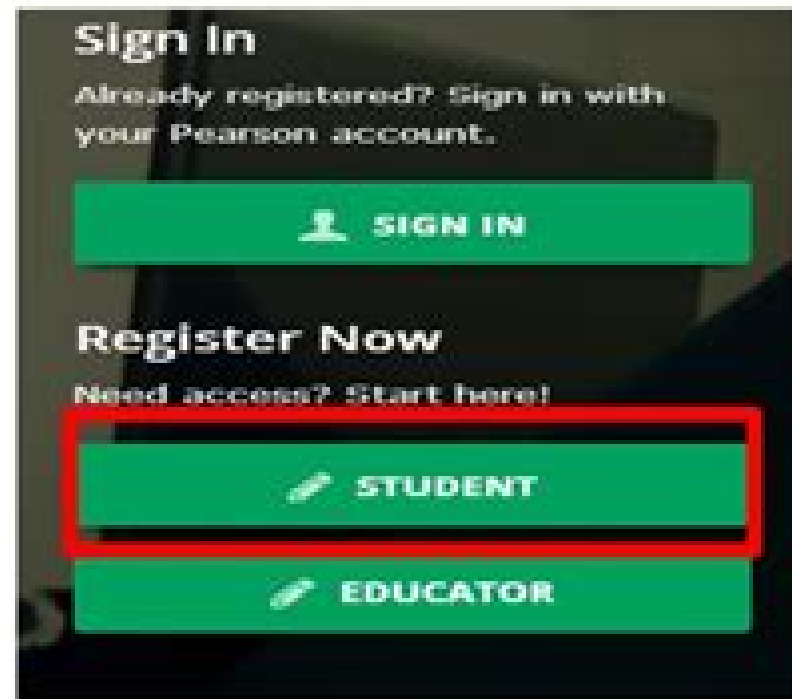 Sign In
Already registered? Sign in with
your Pearson account.
SIGN IN
Register Now
Need access? Start here!
STUDENT
EDUCATOR